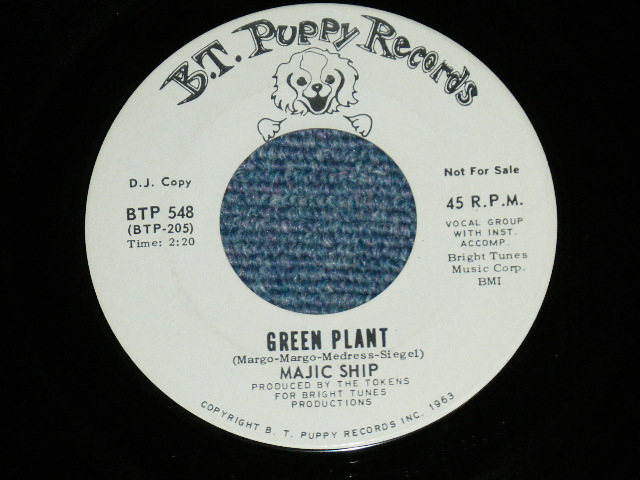 B.T. Puppy Records
D.J. Copy
Not For Sale
BTP 548
(BTP-205)
Time: 2:20
45 R.P.M.
VOCAL GROUP
WITH INST.
ACCOMP.
Bright Tunes
Music Corp.
BMI
GREEN PLANT
(Margo-Margo-Medress-Siegel)
MAJIC SHIP
PRODUCED BY THE TOKENS
FOR BRIGHT TUNES
PRODUCTIONS
COPYRIGHT B. T. PUPPY RECORDS INC. 1963